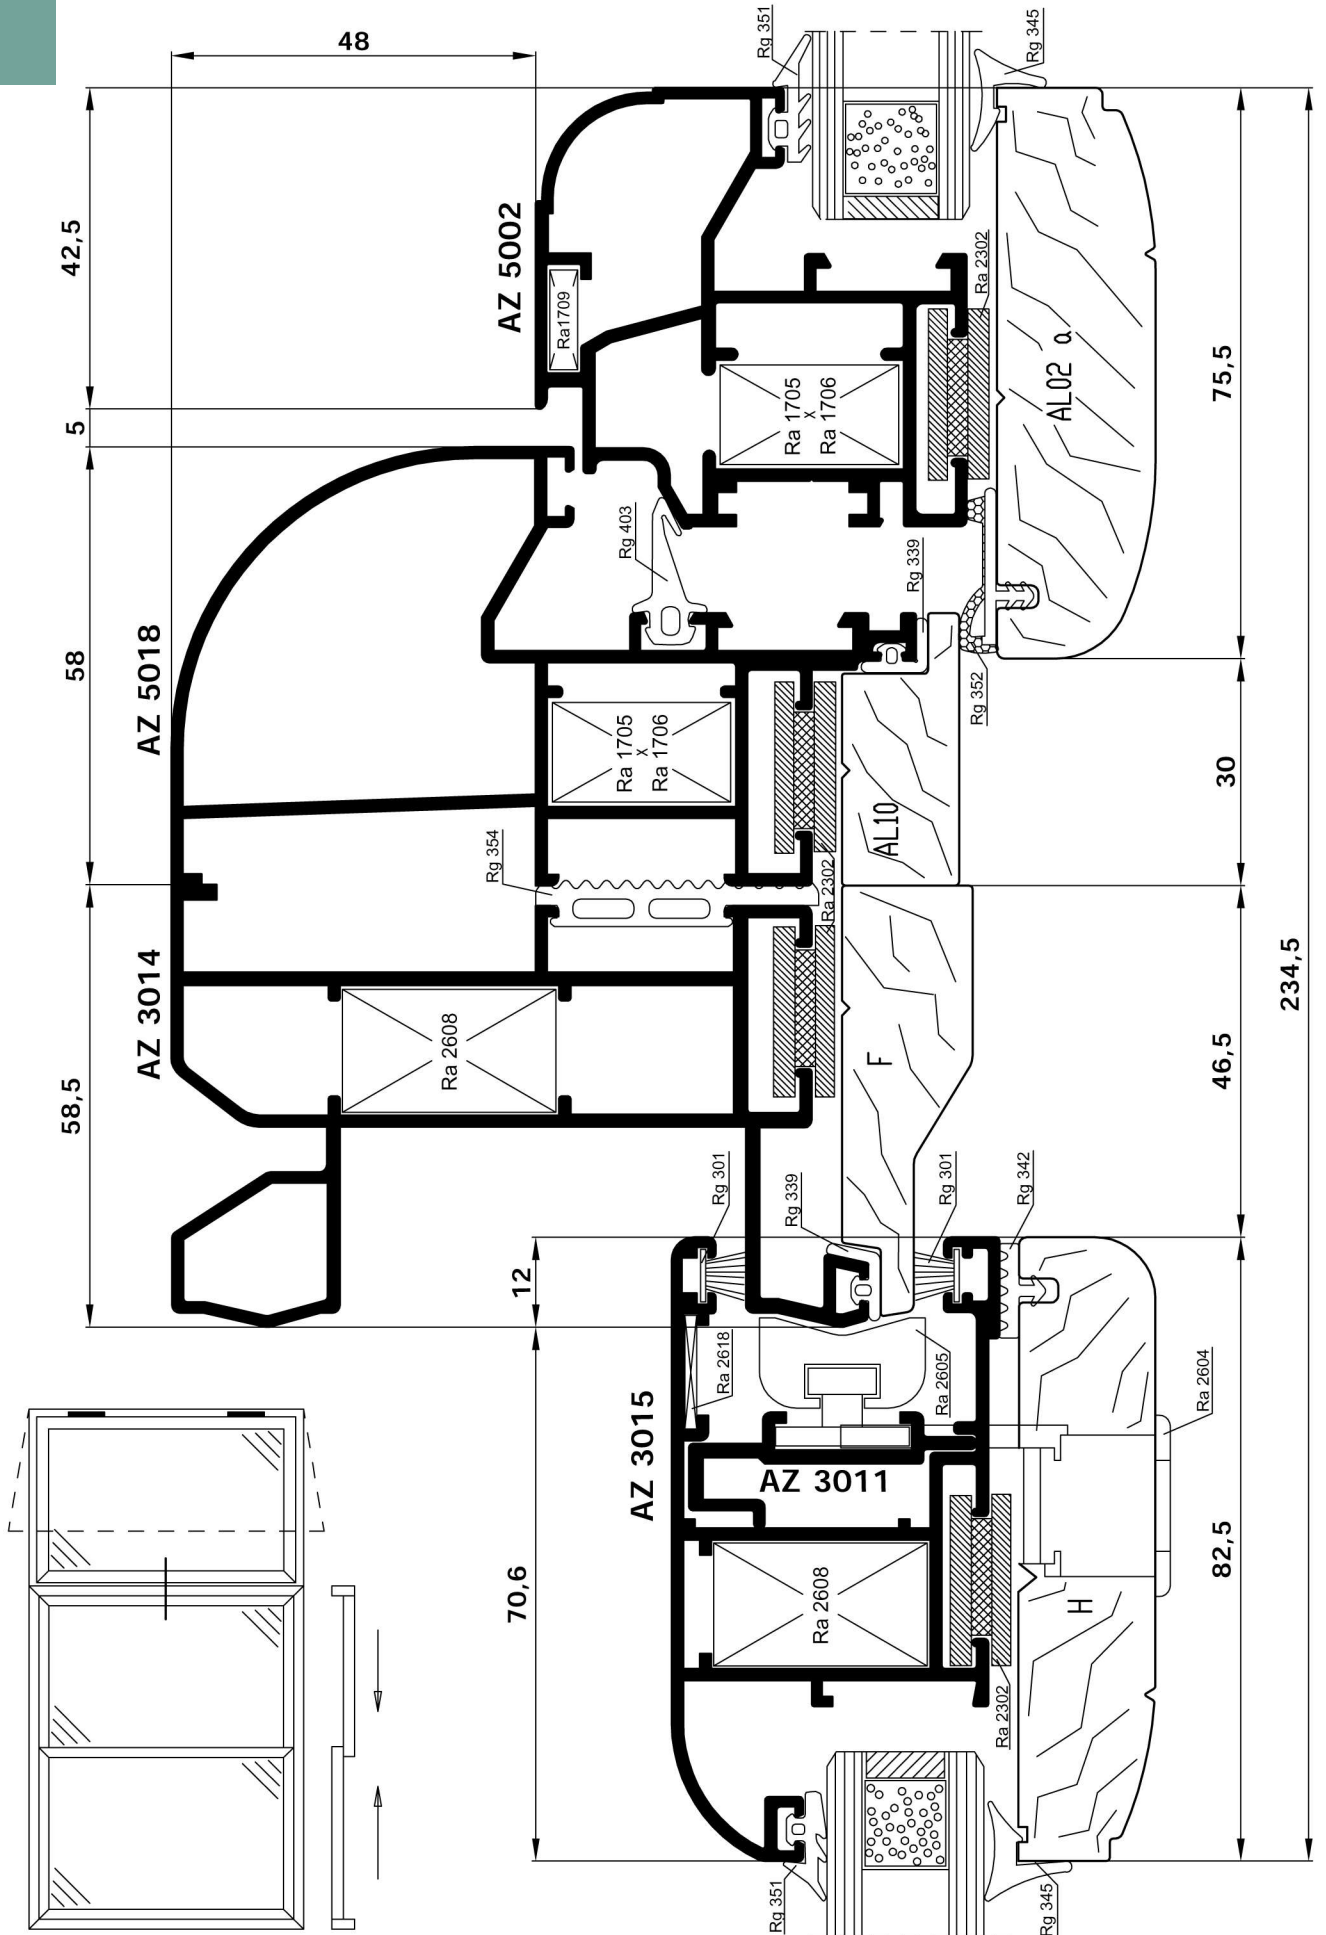 48
Rg 351
Rg 345
42,5
AZ 5002
Ra1709
Ra 2302
Ra 1705
x
Ra 1706
AL02 a
75,5
5
58
AZ 5018
Rg 403
Rg 339
Rg 352
Ra 1705
x
Ra 1706
AL10
30
Rg 354
Ra 2302
AZ 3014
Ra 2608
F
58,5
46,5
234,5
Rg 301
Rg 339
Rg 301
Rg 342
12
Ra 2618
Ra 2605
Ra 2604
AZ 3015
AZ 3011
70,6
Ra 2608
H
82,5
Ra 2302
Rg 351
Rg 345